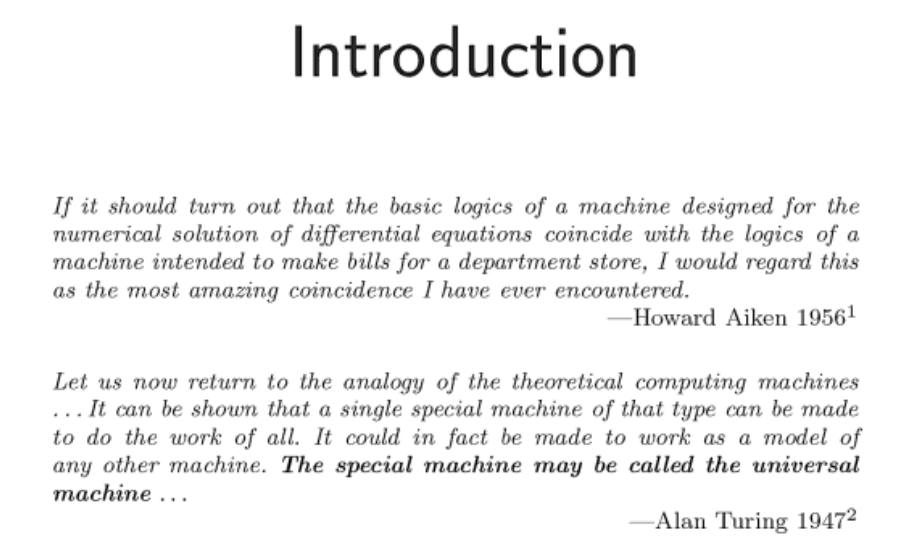 Introduction
If it should turn out that the basic logics of a machine designed for the
numerical solution of differential equations coincide with the logics of a
machine intended to make bills for a department store, I would regard this
as the most amazing coincidence I have ever encountered.
—Howard Aiken 1956¹
Let us now return to the analogy of the theoretical computing machines
...It can be shown that a single special machine of that type can be made
to do the work of all. It could in fact be made to work as a model of
any other machine. The special machine may be called the universal
machine ...
—Alan Turing 1947²